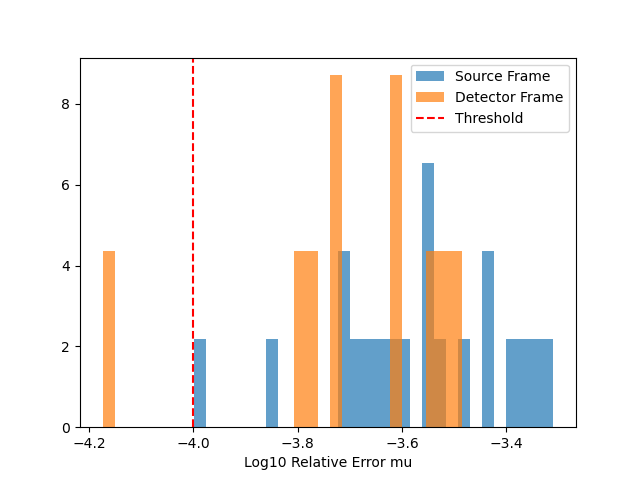 Source Frame
Detector Frame
Threshold
8
6
4
2
0
−4.2 −4.0 −3.8 −3.6 −3.4
Log10 Relative Error mu